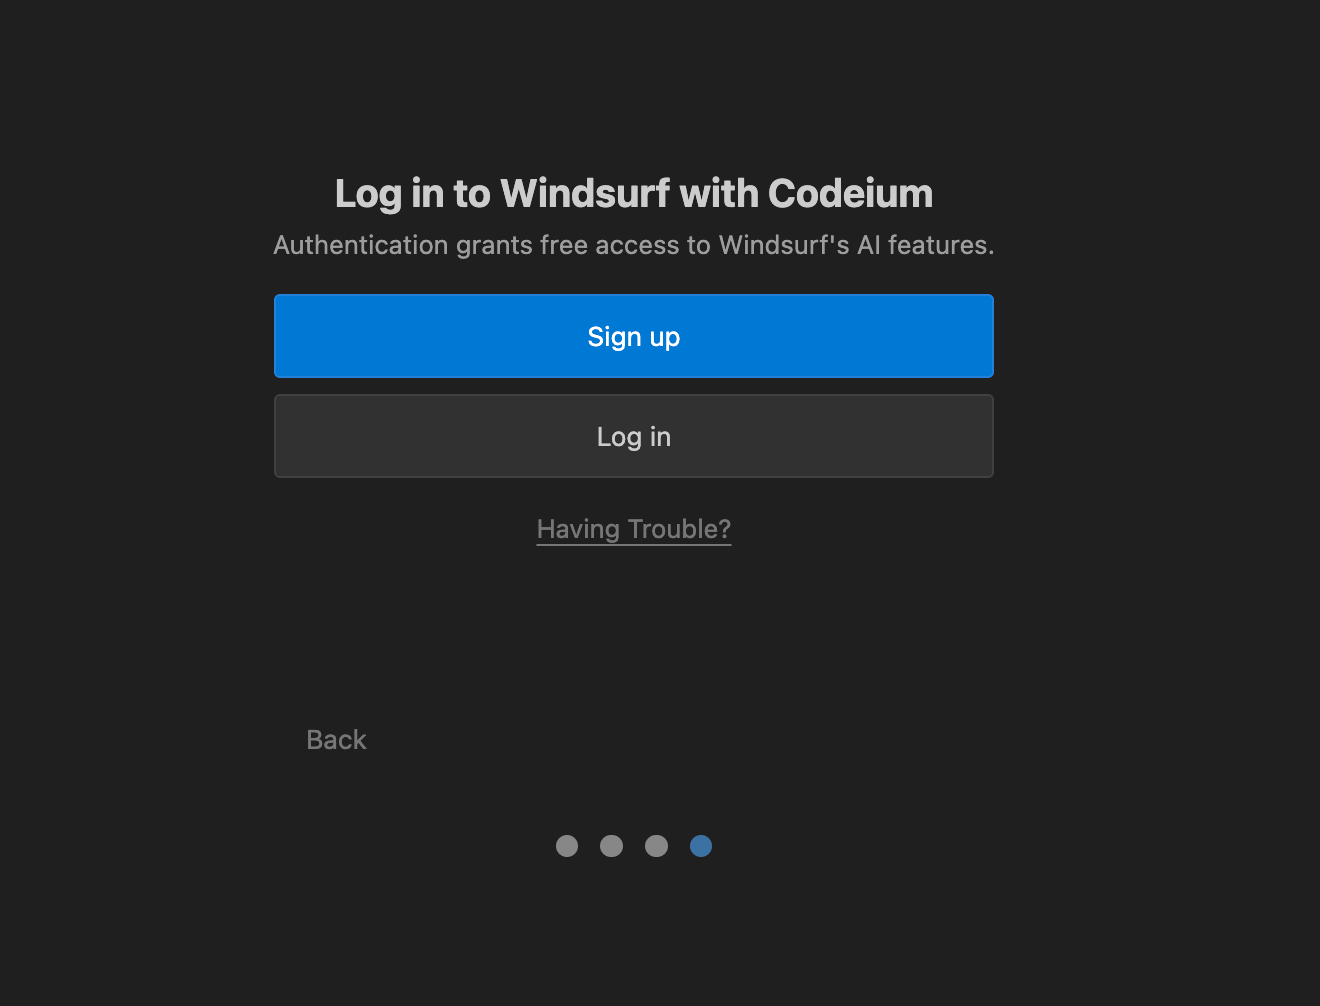 Log in to Windsurf with Codeium
Authentication grants free access to Windsurf's AI features.
Sign up
Log in
Having Trouble?
Back